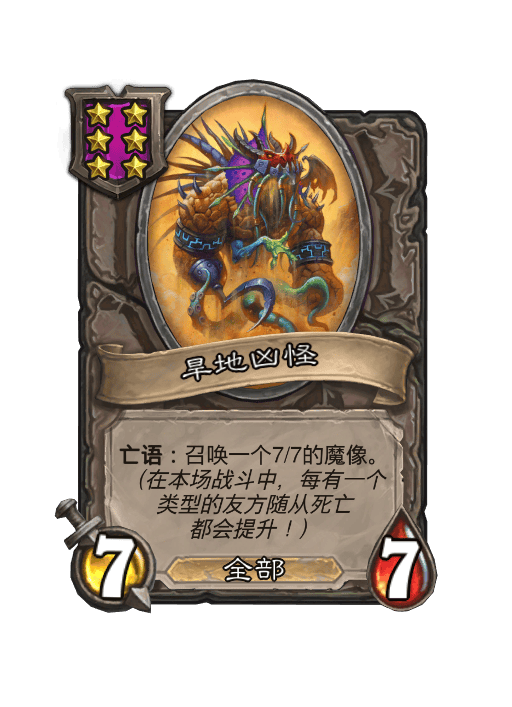 旱地凶怪
亡语：召唤一个7/7的魔像。
（在本场战斗中，每有一个
类型的友方随从死亡
都会提升！）
7
全部
7